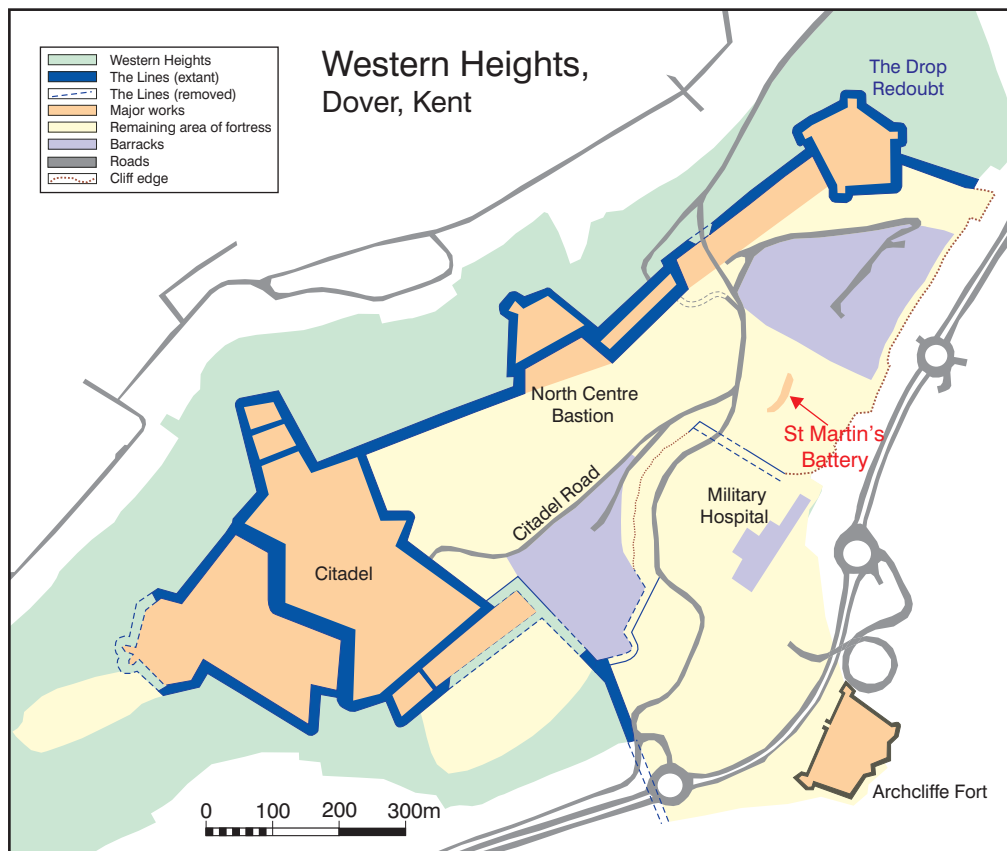 Western Heights,
Dover, Kent
Western Heights
The Lines (extant)
The Lines (removed)
Major works
Remaining area of fortress
Barracks
Roads
Cliff edge
The Drop
Redoubt
North Centre
Bastion
St Martin's
Battery
Citadel Road
Military
Hospital
Citadel
Archcliffe Fort
0 100 200 300m